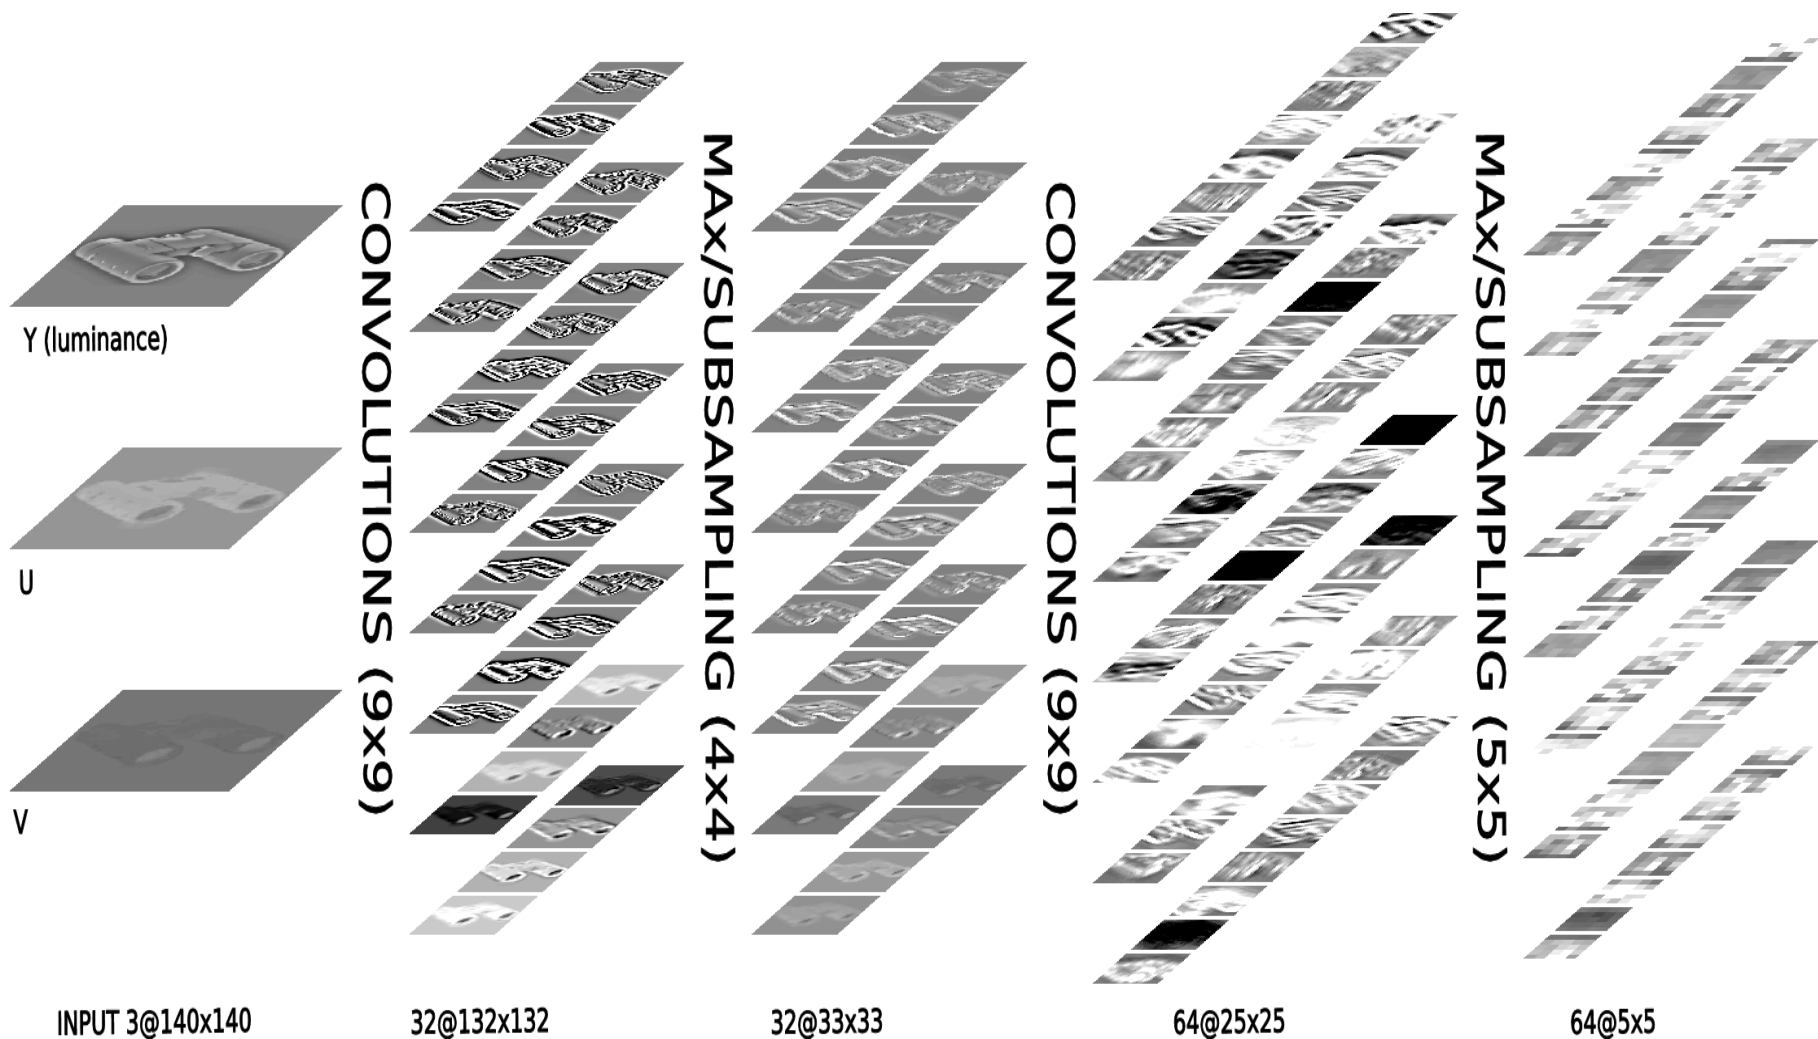 Y (luminance)
U
V
CONVOLUTIONS (9x9)
MAx/SUBSAMPLING (4x4)
CONVOLUTIONS (9x9)
MAx/SUBSAMPLING (5x5)
INPUT 3@140x140
32@132x132
32@33x33
64@25x25
64@5x5